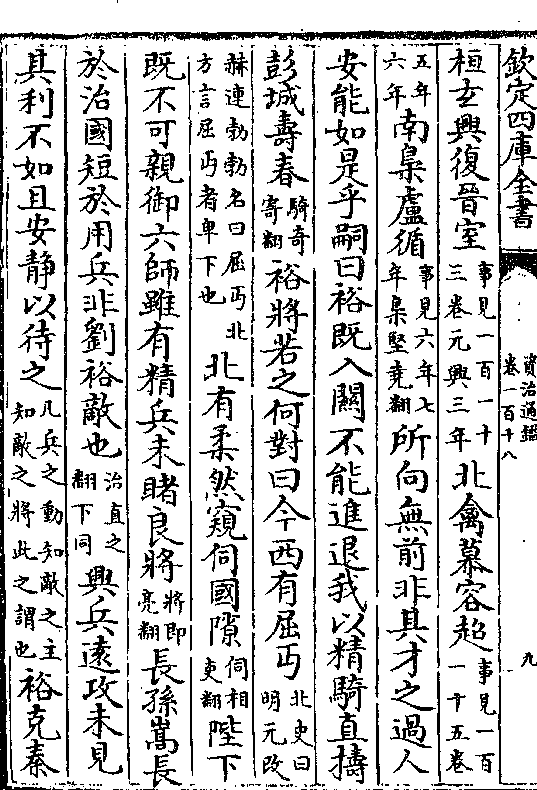 欽定四庫全書 資治通鑑 卷一百十八 九
桓玄興復晉室事見一百一十三卷元興三年北禽慕容超事見一百一十五卷
五年六年南梟盧循事見六年七年梟堅堯翻所向無前非其才之過人
安能如是乎嗣曰裕既入關不能進退我以精騎直擣
彭城壽春騎奇寄翻裕將若之何對曰今西有屈丐北史曰明元改
赫連勃勃名曰屈丐北方言屈丐者卑下也北有柔然窺伺國隙伺相吏翻陛下
既不可親御六師雖有精兵未睹良將將即亮翻長孫嵩長
於治國短於用兵非劉裕敵也治直之翻下同興兵遠攻未見
其利不如且安靜以待之凡兵之動知敵之主知敵之將此之謂也裕克秦